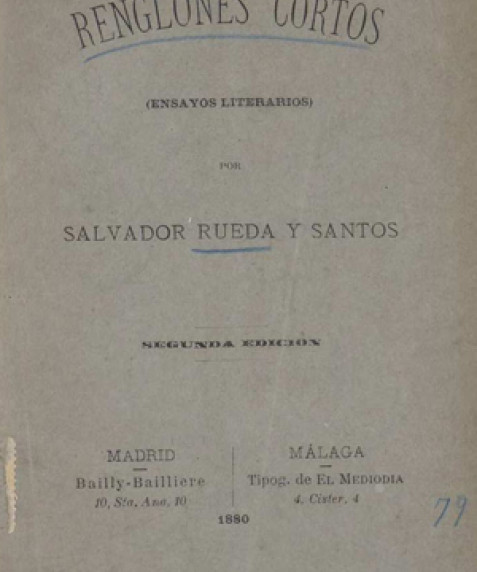 RENGLONES CORTOS
(ENSAYOS LITERARIOS)
POR
SALVADOR RUEDA Y SANTOS
SEGUNDA EDICION
MADRID
Bailly-Bailliere
10, Sta. Ana, 10
MÁLAGA
Tipog. de EL MEDIODIA
4, Cister, 4
1880
79